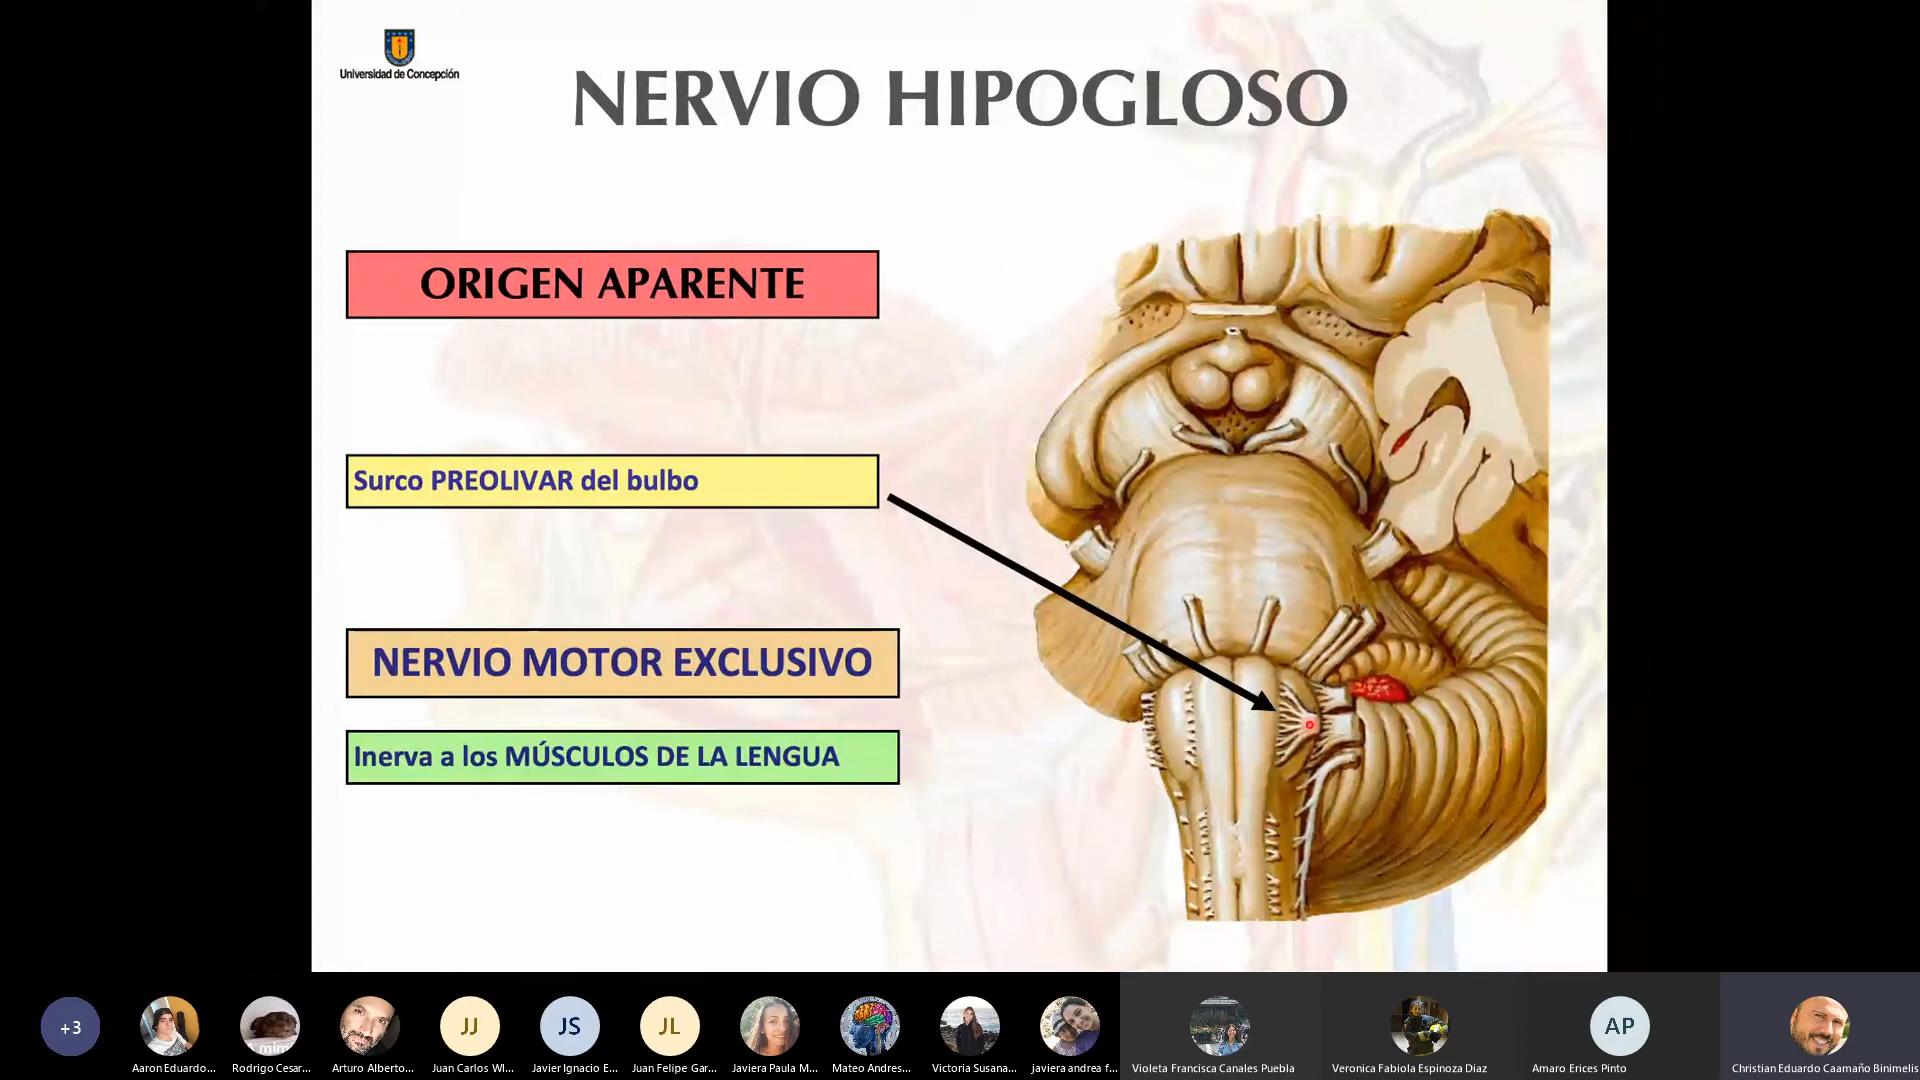 Universidad de Concepción
NERVIO HIPOGLOSO
ORIGEN APARENTE
Surco PREOLIVAR del bulbo
NERVIO MOTOR EXCLUSIVO
Inerva a los MÚSCULOS DE LA LENGUA
+3
mim
JJ
JS
JL
AP
Aaron Eduardo...
Rodrigo Cesar...
Arturo Alberto...
Juan Carlos Wl...
Javier Ignacio E...
Juan Felipe Gar...
Javiera Paula M...
Mateo Andres...
Victoria Susana...
javiera andrea f...
Violeta Francisca Canales Puebla
Veronica Fabiola Espinoza Diaz
Amaro Erices Pinto
Christian Eduardo Caamaño Binimelis